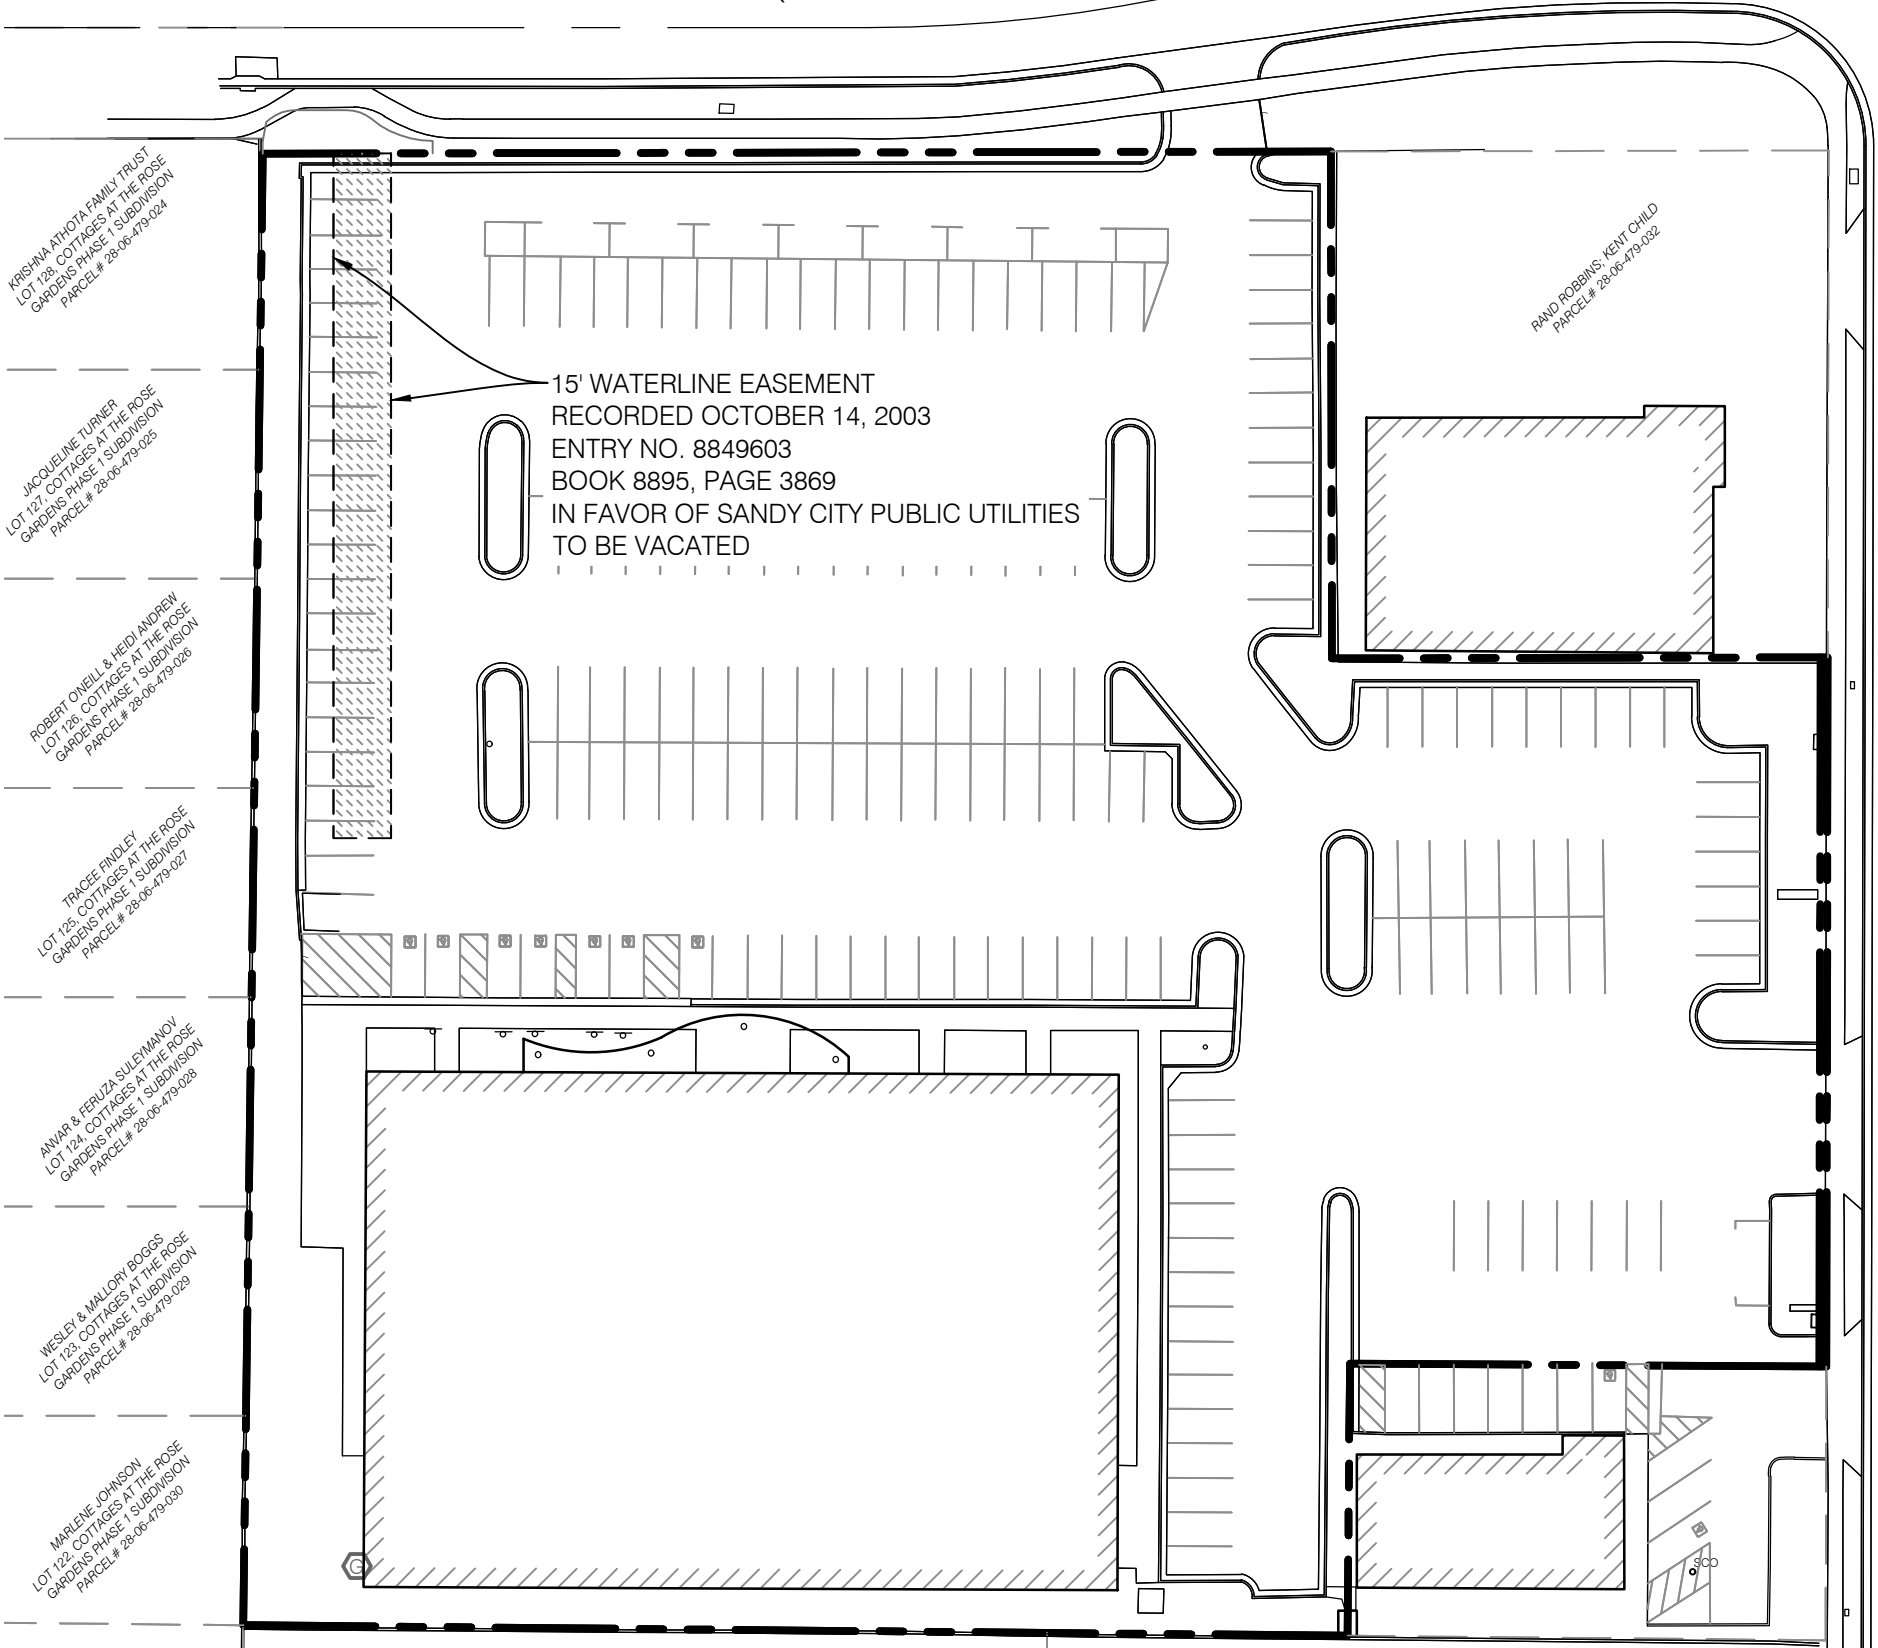 KRISHNA ATHOTA FAMILY TRUST
LOT 128, COTTAGES AT THE ROSE
GARDENS PHASE 1 SUBDIVISION
PARCEL# 28-06-479-024
RAND ROBBINS; KENT CHILD
PARCEL# 28-06-479-032
15' WATERLINE EASEMENT
RECORDED OCTOBER 14, 2003
ENTRY NO. 8849603
BOOK 8895, PAGE 3869
IN FAVOR OF SANDY CITY PUBLIC UTILITIES
TO BE VACATED
JACQUELINE TURNER
LOT 127, COTTAGES AT THE ROSE
GARDENS PHASE 1 SUBDIVISION
PARCEL# 28-06-479-025
ROBERT O'NEILL & HEIDI ANDREW
LOT 126, COTTAGES AT THE ROSE
GARDENS PHASE 1 SUBDIVISION
PARCEL# 28-06-479-026
TRACEE FINDLEY
LOT 125, COTTAGES AT THE ROSE
GARDENS PHASE 1 SUBDIVISION
PARCEL# 28-06-479-027
ANVAR & FERUZA SULEYMANOV
LOT 124, COTTAGES AT THE ROSE
GARDENS PHASE 1 SUBDIVISION
PARCEL# 28-06-479-028
WESLEY & MALLORY BOGGS
LOT 123, COTTAGES AT THE ROSE
GARDENS PHASE 1 SUBDIVISION
PARCEL# 28-06-479-029
MARLENE JOHNSON
LOT 122, COTTAGES AT THE ROSE
GARDENS PHASE 1 SUBDIVISION
PARCEL# 28-06-479-030
G
SCO